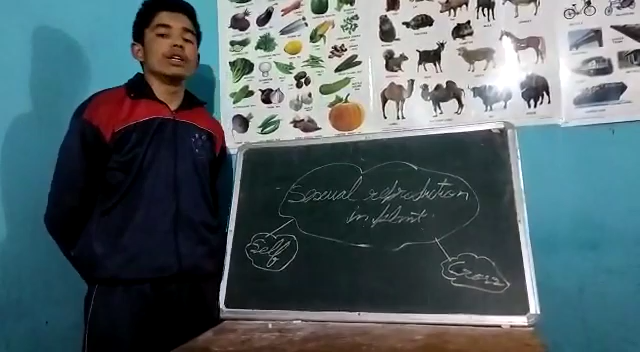 Sexual reproduction
in plant.
Self
Cross